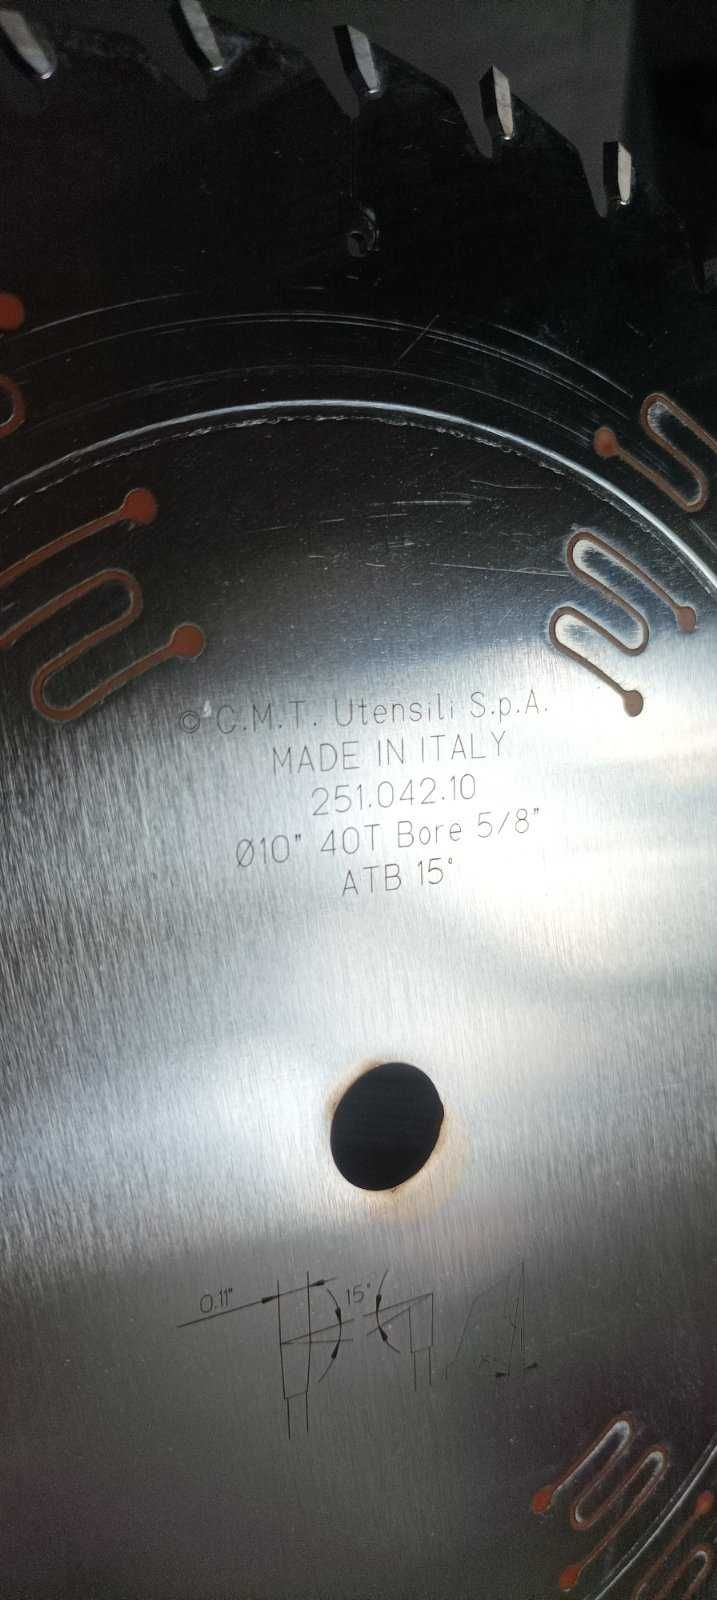 © C.M.T. Utensili S.p.A.
MADE IN ITALY
251.042.10
Ø10" 40T Bore 5/8"
ATB 15°
0.11" 15°